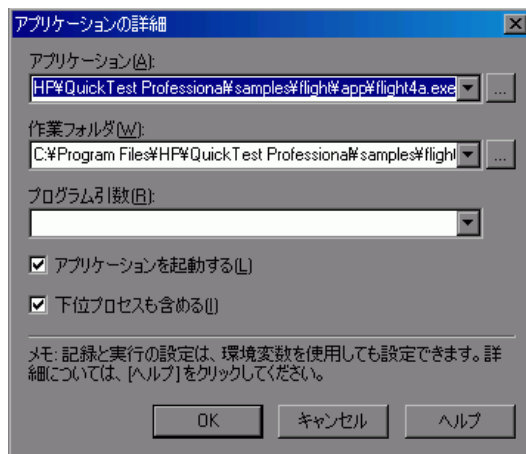 アプリケーションの詳細
アプリケーション(A):
HP¥QuickTest Professional¥samples¥flight¥app¥flight4a.exe
...
作業フォルダ(W):
C:¥Program Files¥HP¥QuickTest Professional¥samples¥flight
...
プログラム引数(R):
アプリケーションを起動する(L)
下位プロセスも含める(I)
メモ: 記録と実行の設定は、環境変数を使用しても設定できます。詳
細については、[ヘルプ]をクリックしてください。
OK キャンセル ヘルプ